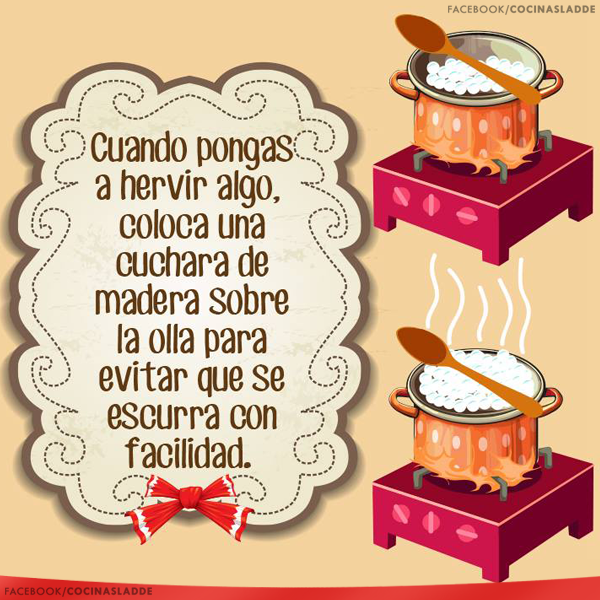 FACEBOOK/COCINASLADDE
Cuando pongas
a hervir algo,
coloca una
cuchara de
madera sobre
la olla para
evitar que se
escurra con
facilidad.
FACEBOOK/COCINASLADDE